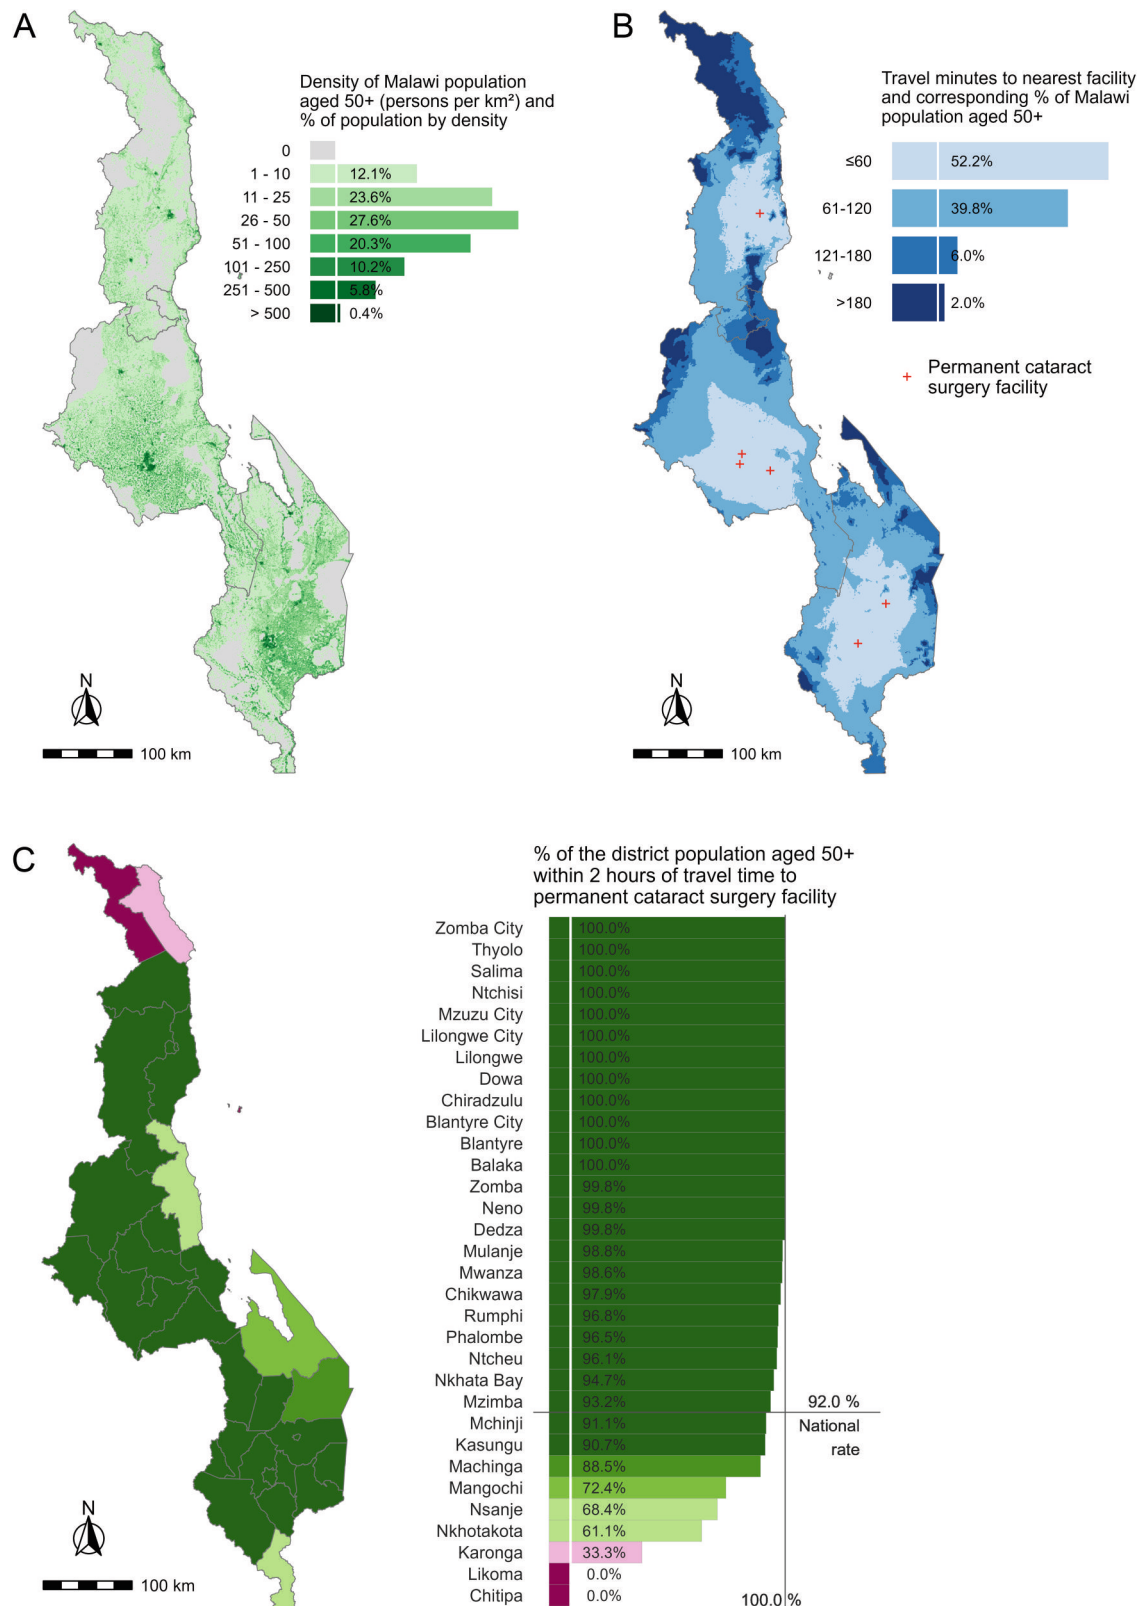 A
Density of Malawi population
aged 50+ (persons per km²) and
% of population by density
0
1 - 10 12.1%
11 - 25 23.6%
26 - 50 27.6%
51 - 100 20.3%
101 - 250 10.2%
251 - 500 5.8%
> 500 0.4%
N
100 km
B
Travel minutes to nearest facility
and corresponding % of Malawi
population aged 50+
≤60 52.2%
61-120 39.8%
121-180 6.0%
>180 2.0%
Permanent cataract
surgery facility
N
100 km
C
N
100 km
% of the district population aged 50+
within 2 hours of travel time to
permanent cataract surgery facility
Zomba City 100.0%
Thyolo 100.0%
Salima 100.0%
Ntchisi 100.0%
Mzuzu City 100.0%
Lilongwe City 100.0%
Lilongwe 100.0%
Dowa 100.0%
Chiradzulu 100.0%
Blantyre City 100.0%
Blantyre 100.0%
Balaka 100.0%
Zomba 99.8%
Neno 99.8%
Dedza 99.8%
Mulanje 98.8%
Mwanza 98.6%
Chikwawa 97.9%
Rumphi 96.8%
Phalombe 96.5%
Ntcheu 96.1%
Nkhata Bay 94.7%
Mzimba 93.2%
92.0 %
National
rate
Mchinji 91.1%
Kasungu 90.7%
Machinga 88.5%
Mangochi 72.4%
Nsanje 68.4%
Nkhotakota 61.1%
Karonga 33.3%
Likoma 0.0%
Chitipa 0.0%
100.0 %